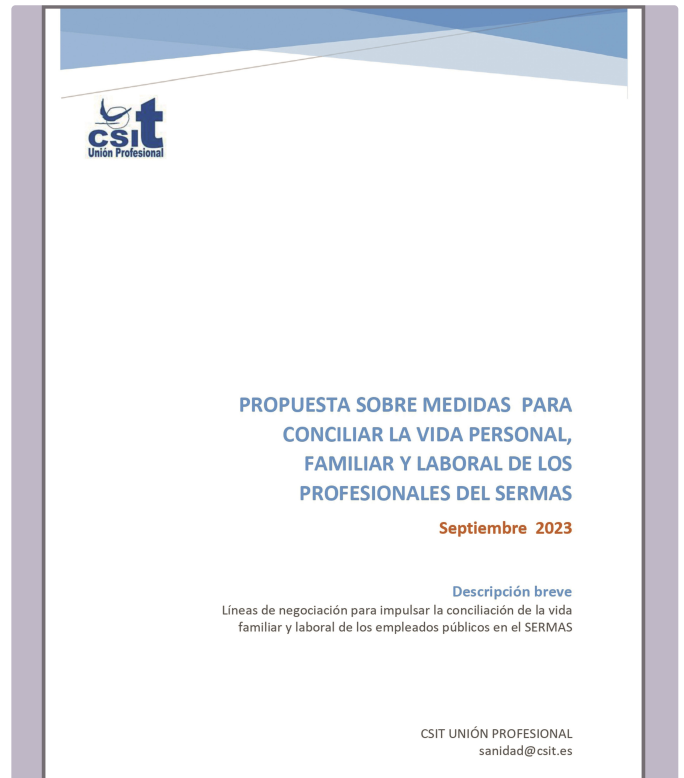 CSIt
Unión Profesional
PROPUESTA SOBRE MEDIDAS PARA
CONCILIAR LA VIDA PERSONAL,
FAMILIAR Y LABORAL DE LOS
PROFESIONALES DEL SERMAS
Septiembre 2023
Descripción breve
Líneas de negociación para impulsar la conciliación de la vida
familiar y laboral de los empleados públicos en el SERMAS
CSIT UNIÓN PROFESIONAL
sanidad@csit.es